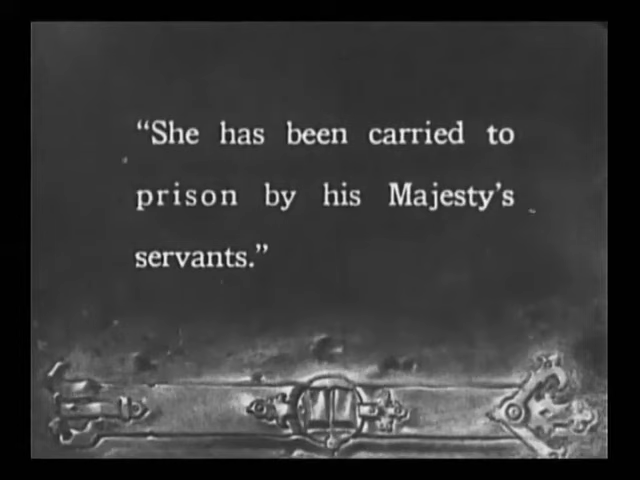 “She has been carried to
prison by his Majesty’s
servants.”